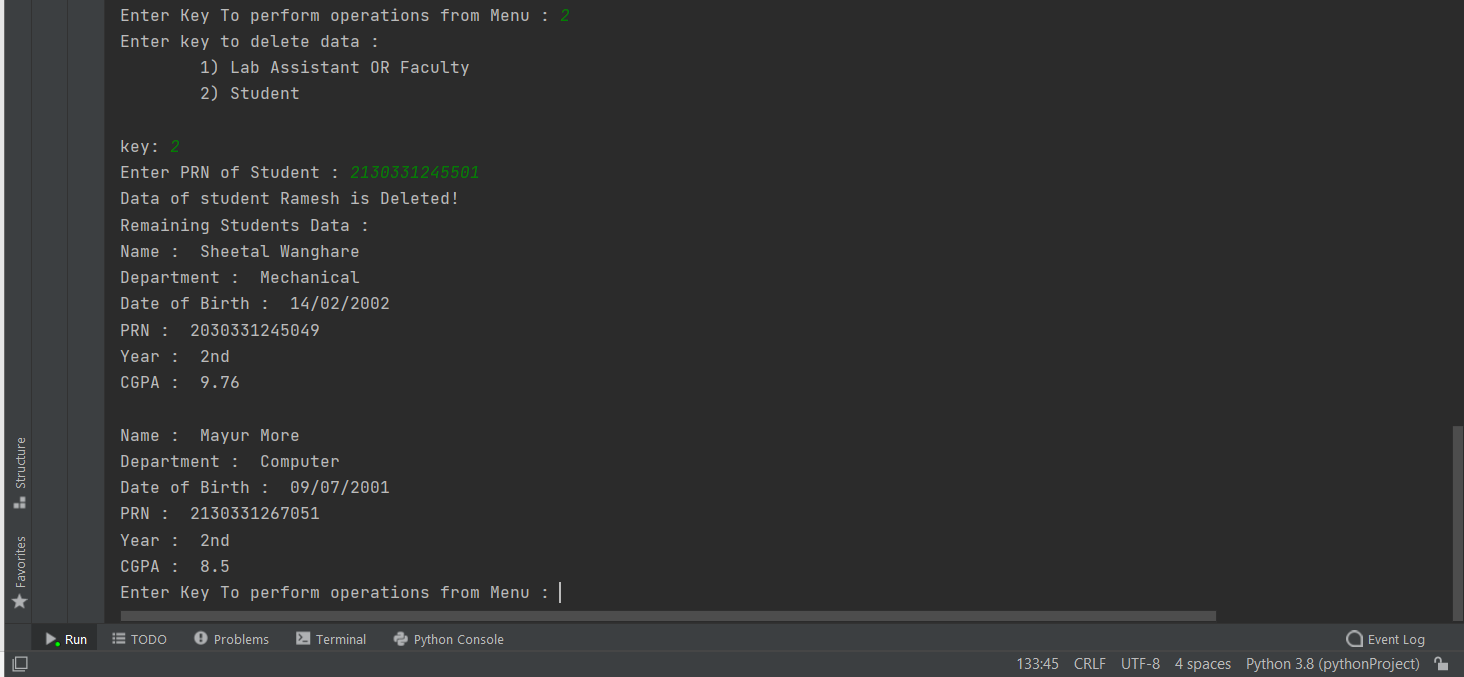 Enter Key To perform operations from Menu : 2
Enter key to delete data :
1) Lab Assistant OR Faculty
2) Student
key: 2
Enter PRN of Student : 2130331245501
Data of student Ramesh is Deleted!
Remaining Students Data :
Name :  Sheetal Wanghare
Department :  Mechanical
Date of Birth :  14/02/2002
PRN :  2030331245049
Year :  2nd
CGPA :  9.76
Name :  Mayur More
Department :  Computer
Date of Birth :  09/07/2001
PRN :  2130331267051
Year :  2nd
CGPA :  8.5
Enter Key To perform operations from Menu :
Structure
Favorites
Run TODO Problems Terminal Python Console Event Log
133:45 CRLF UTF-8 4 spaces Python 3.8 (pythonProject)